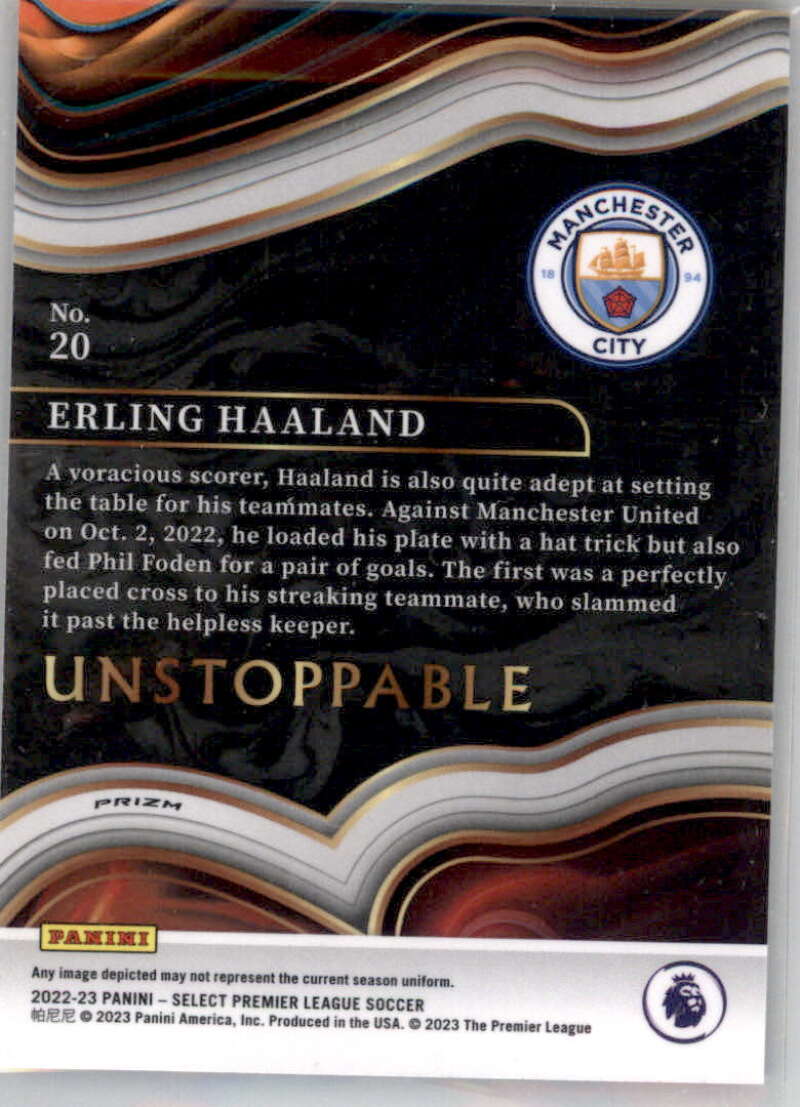 MANCHESTER
18 94
CITY
No.
20
ERLING HAALAND
A voracious scorer, Haaland is also quite adept at setting
the table for his teammates. Against Manchester United
on Oct. 2, 2022, he loaded his plate with a hat trick but also
fed Phil Foden for a pair of goals. The first was a perfectly
placed cross to his streaking teammate, who slammed
it past the helpless keeper.
UNSTOPPABLE
PRIZM
PANINI
Any image depicted may not represent the current season uniform.
2022-23 PANINI – SELECT PREMIER LEAGUE SOCCER
帕尼尼 © 2023 Panini America, Inc. Produced in the USA. © 2023 The Premier League